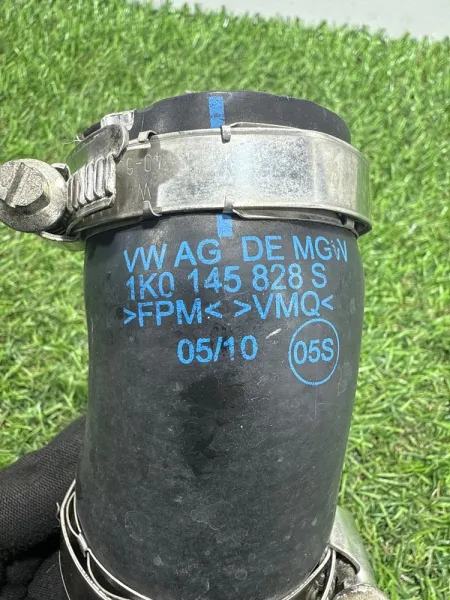 VW AG DE MGW
1K0 145 828 S
>FPM< >VMQ<
05/10 05S